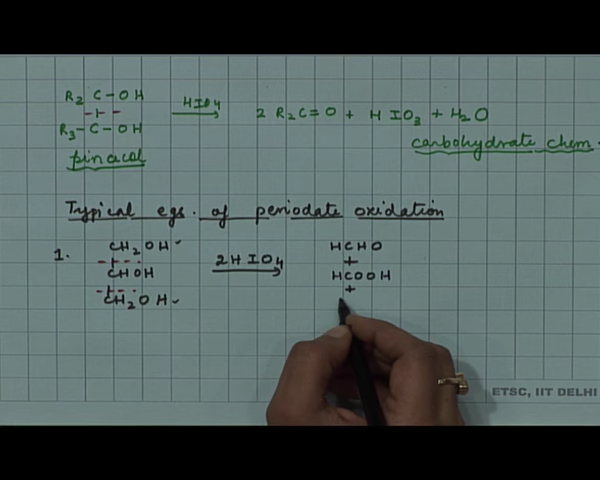 R2 C-OH
R3-C-OH
HIO4
2 R2C=O + HIO3 + H2O
pinacol
carbohydrate chem.
Typical egs. of periodate oxidation
1.
CH2OH
CHOH
CH2OH
2HIO4
HCHO
+
HCOOH
+
ETSC, IIT DELHI